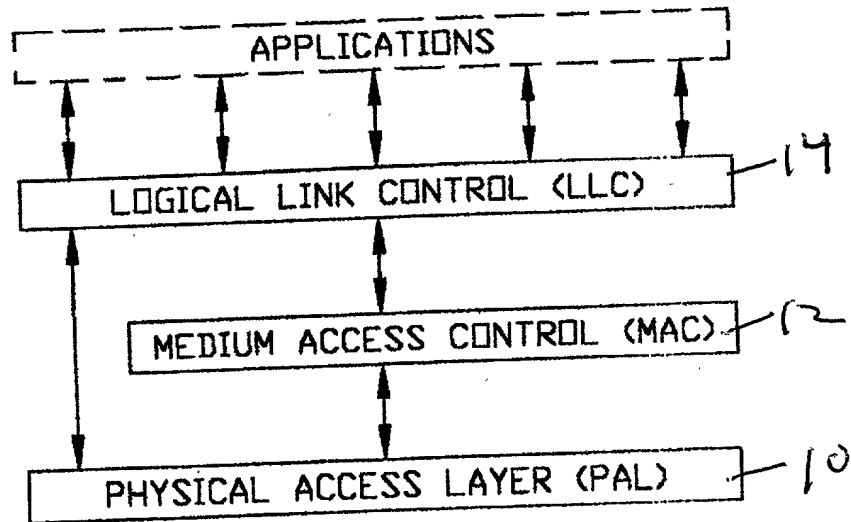 APPLICATIONS
LOGICAL LINK CONTROL (LLC)
14
MEDIUM ACCESS CONTROL (MAC)
12
PHYSICAL ACCESS LAYER (PAL)
10